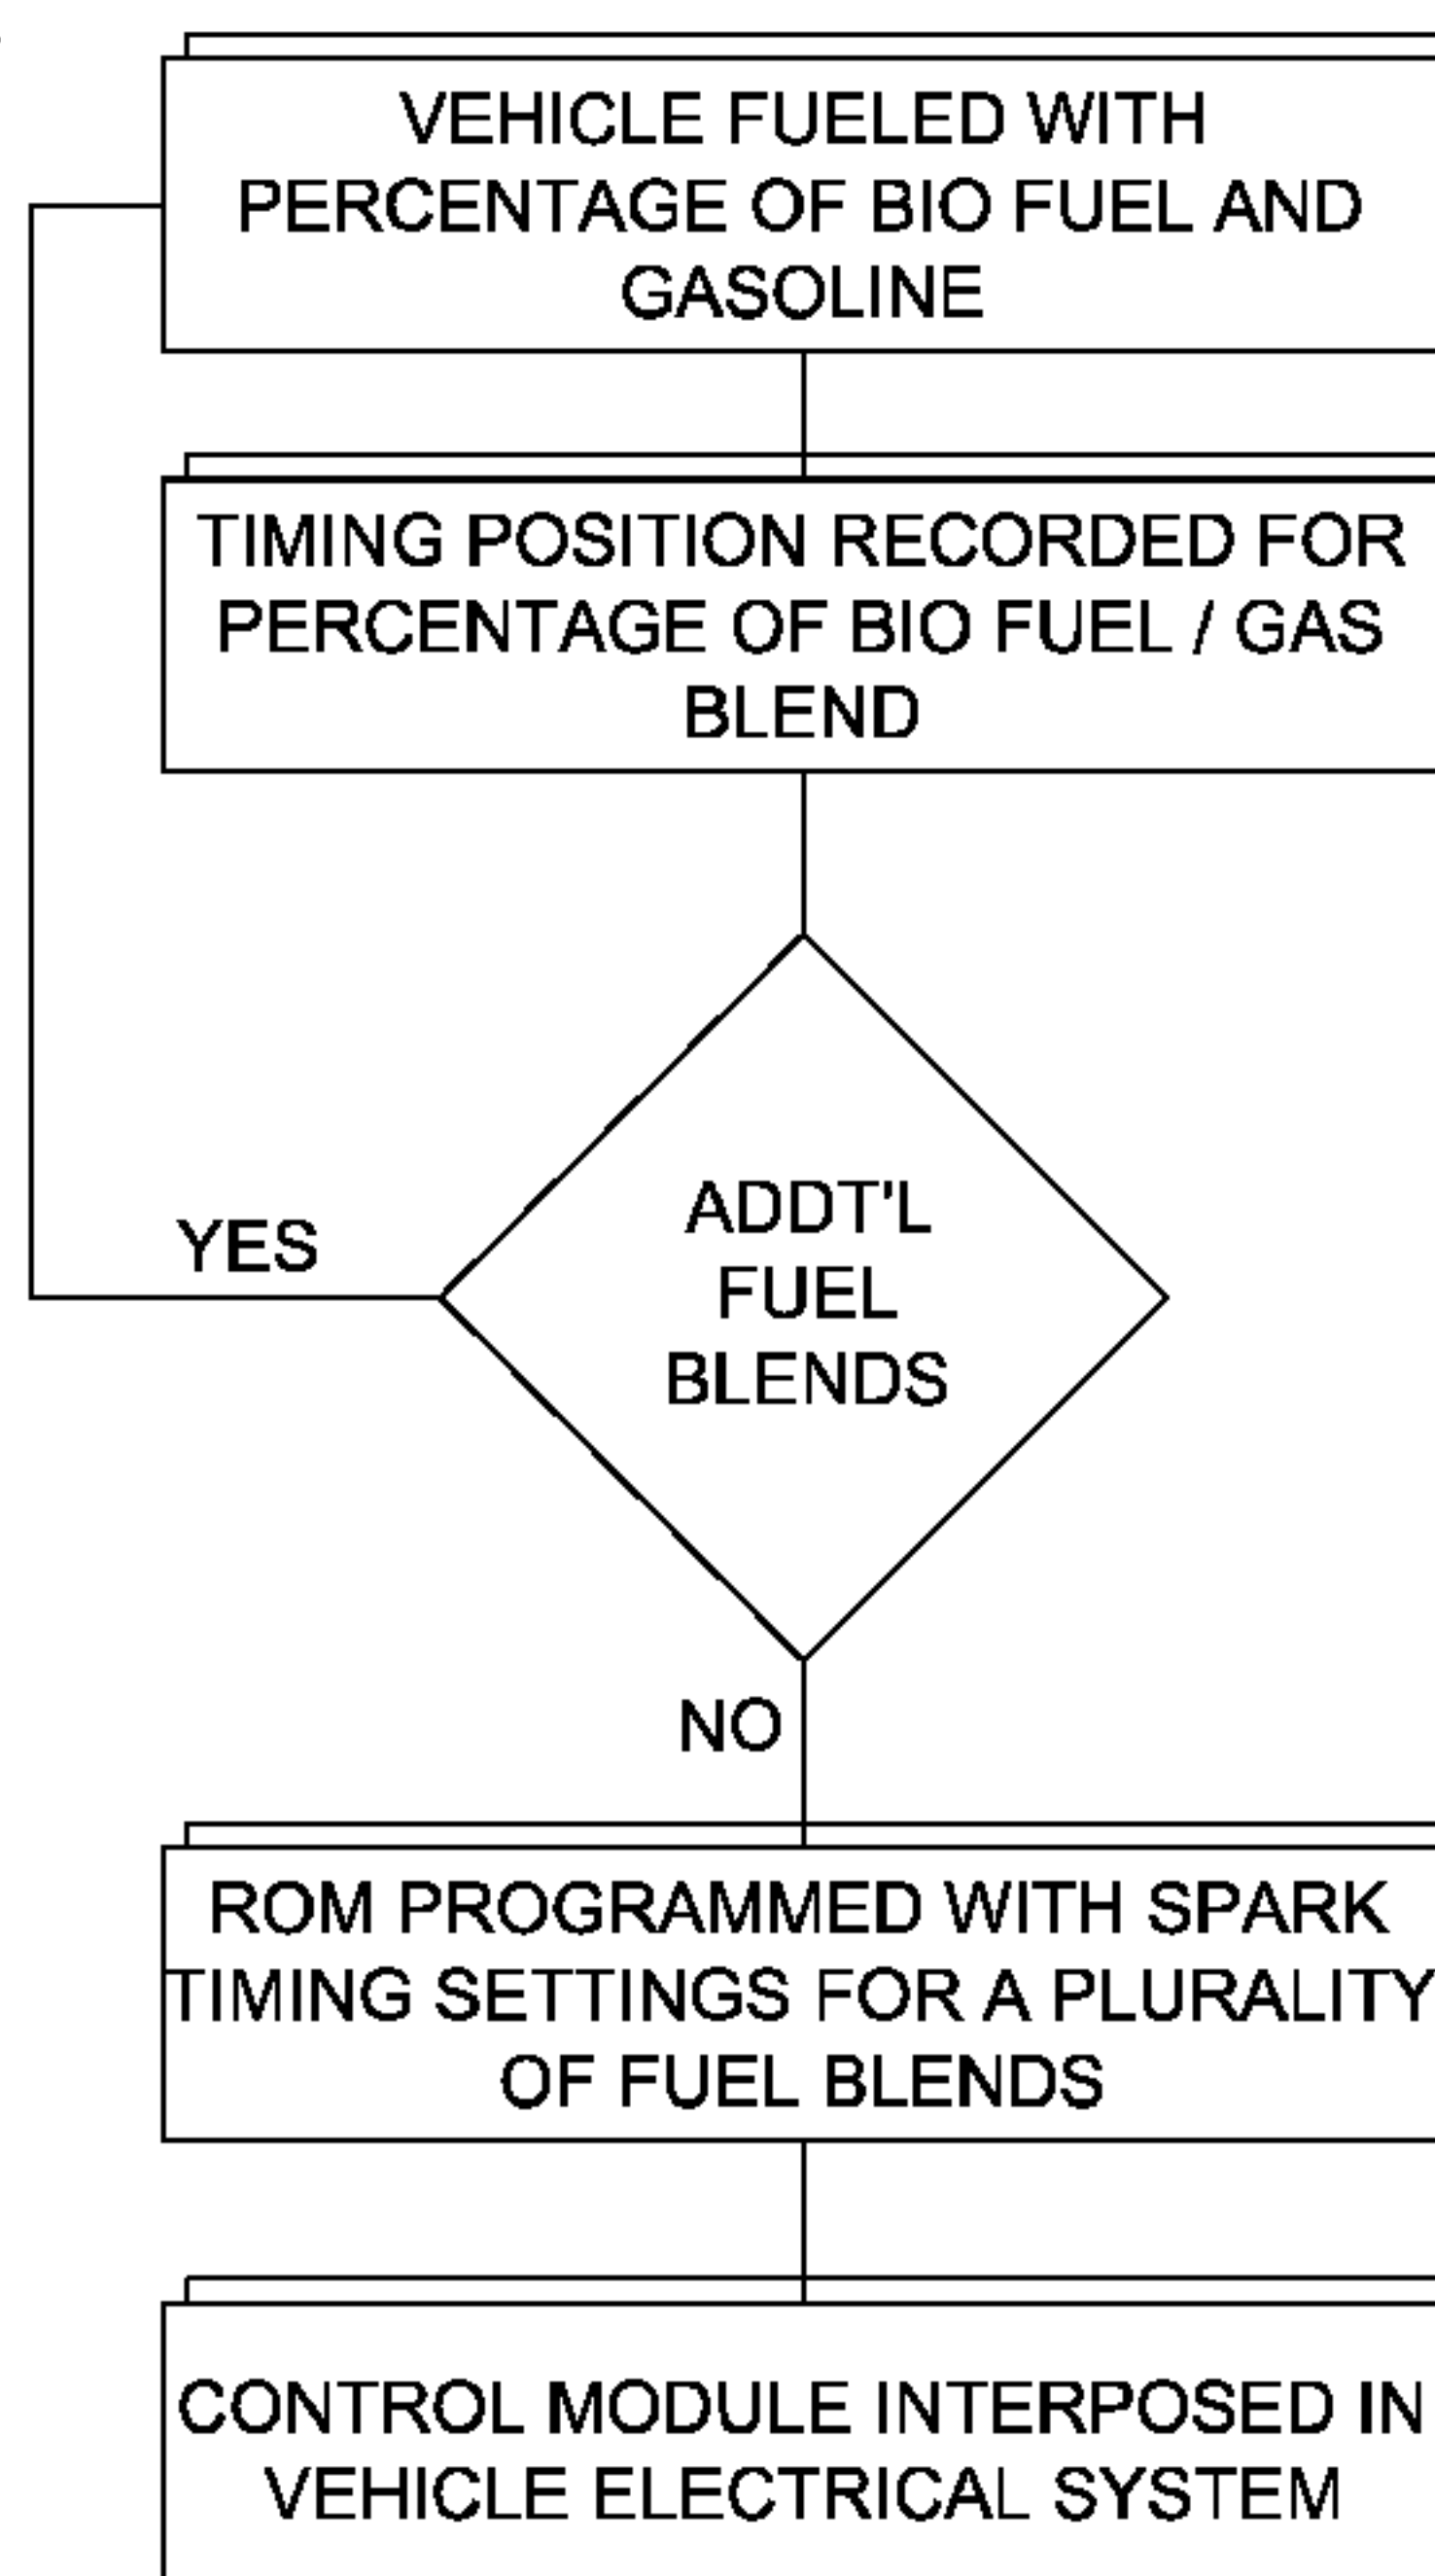 VEHICLE FUELED WITH
PERCENTAGE OF BIO FUEL AND
GASOLINE
TIMING POSITION RECORDED FOR
PERCENTAGE OF BIO FUEL / GAS
BLEND
ADDT'L
FUEL
BLENDS
YES
NO
ROM PROGRAMMED WITH SPARK
TIMING SETTINGS FOR A PLURALITY
OF FUEL BLENDS
CONTROL MODULE INTERPOSED IN
VEHICLE ELECTRICAL SYSTEM